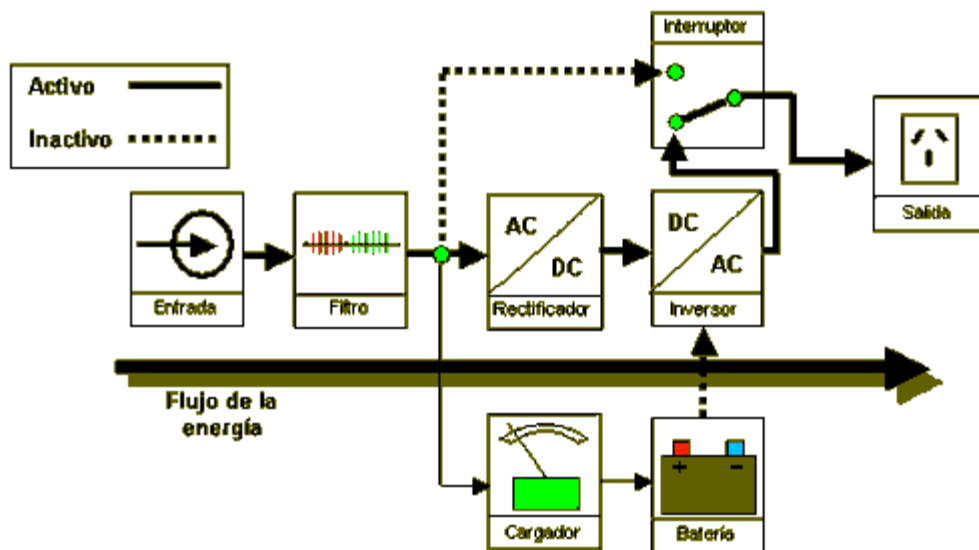 Interruptor
Activo
Inactivo
Salida
AC
DC
DC
AC
Entrada
Filtro
Rectificador
Inversor
Flujo de la
energía
+ −
Cargador
Batería